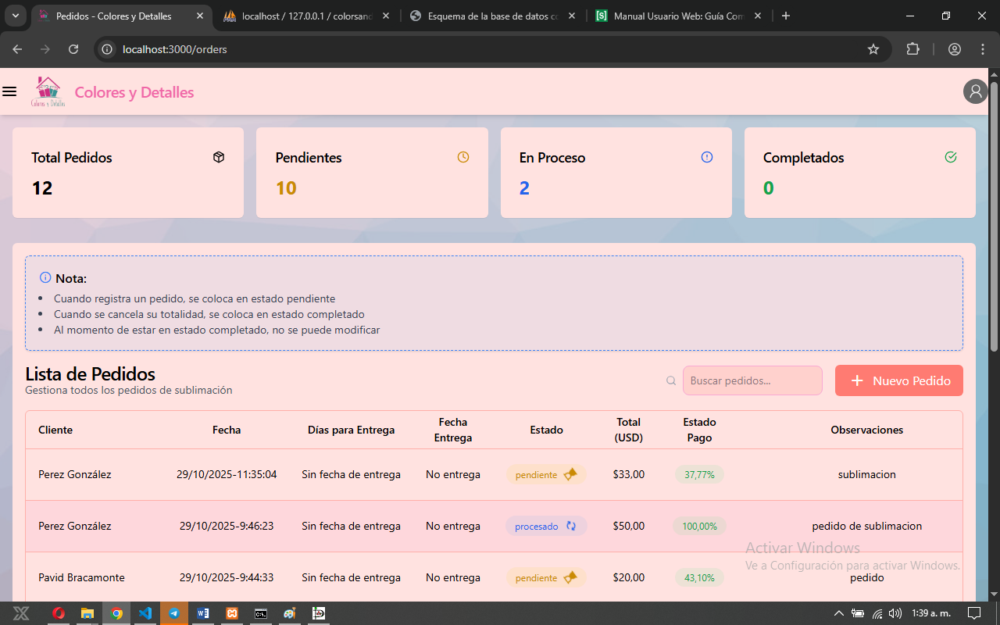 Pedidos - Colores y Detalles
localhost / 127.0.0.1 / colorsand
Esquema de la base de datos co
Manual Usuario Web: Guía Com
localhost:3000/orders
Colores y Detalles
Colores y Detalles
Total Pedidos
12
Pendientes
10
En Proceso
2
Completados
0
Nota:
Cuando registra un pedido, se coloca en estado pendiente
Cuando se cancela su totalidad, se coloca en estado completado
Al momento de estar en estado completado, no se puede modificar
Lista de Pedidos
Gestiona todos los pedidos de sublimación
Buscar pedidos...
Nuevo Pedido
Cliente Fecha Días para Entrega Fecha Entrega Estado Total (USD) Estado Pago Observaciones
Perez González 29/10/2025-11:35:04 Sin fecha de entrega No entrega pendiente $33,00 37,77% sublimacion
Perez González 29/10/2025-9:46:23 Sin fecha de entrega No entrega procesado $50,00 100,00% pedido de sublimacion
Pavid Bracamonte 29/10/2025-9:44:33 Sin fecha de entrega No entrega pendiente $20,00 43,10% pedido
Activar Windows
Ve a Configuración para activar Windows.
1:39 a. m.